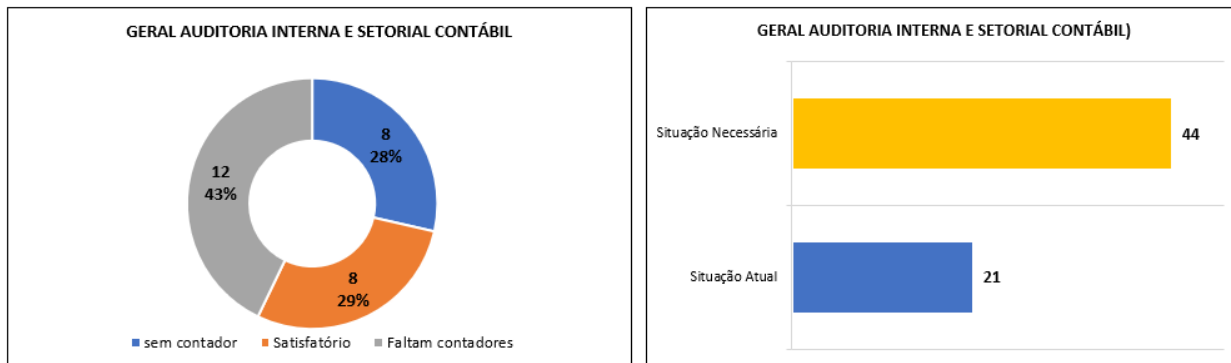 GERAL AUDITORIA INTERNA E SETORIAL CONTÁBIL
8
28%
12
43%
8
29%
sem contador Satisfatório Faltam contadores
GERAL AUDITORIA INTERNA E SETORIAL CONTÁBIL)
Situação Necessária 44
Situação Atual 21